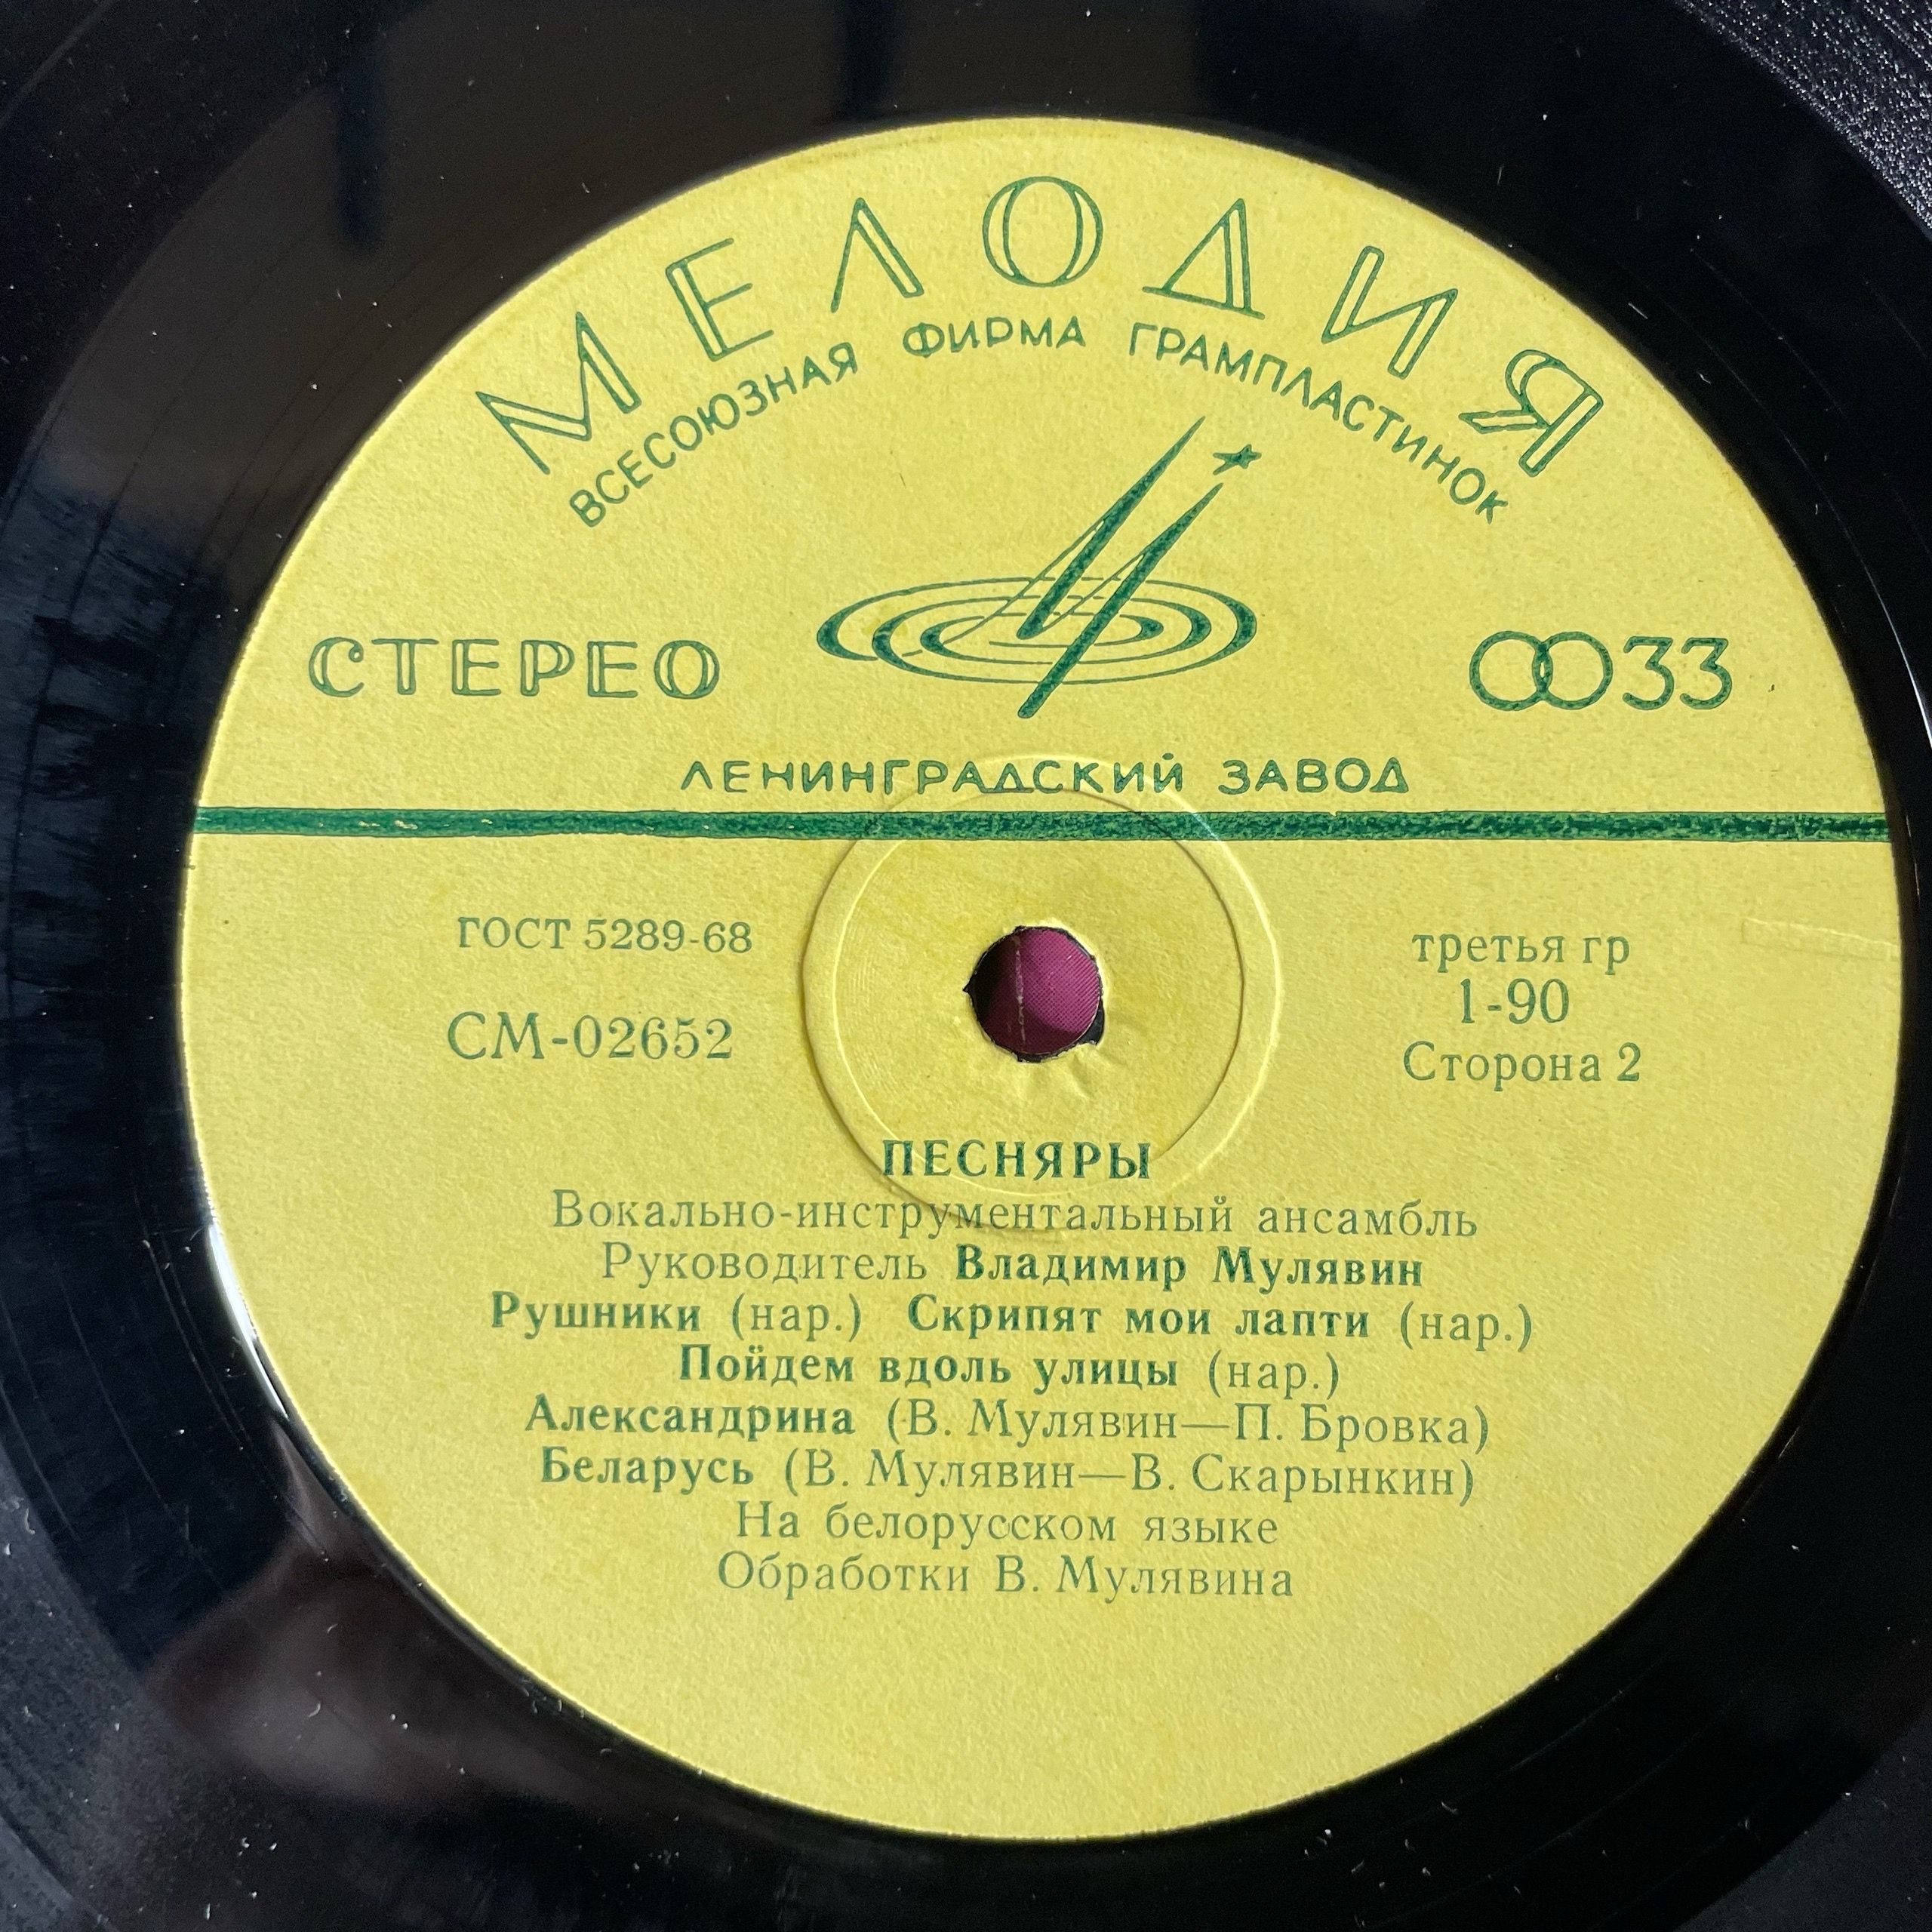 МЕЛОДИЯ
ВСЕСОЮЗНАЯ ФИРМА ГРАМПЛАСТИНОК
СТЕРЕО
33
ЛЕНИНГРАДСКИЙ ЗАВОД
ГОСТ 5289-68
СМ-02652
третья гр
1-90
Сторона 2
ПЕСНЯРЫ
Вокально-инструментальный ансамбль
Руководитель Владимир Мулявин
Рушники (нар.) Скрипят мои лапти (нар.)
Пойдем вдоль улицы (нар.)
Александрина (В. Мулявин—П. Бровка)
Беларусь (В. Мулявин—В. Скарынкин)
На белорусском языке
Обработки В. Мулявина